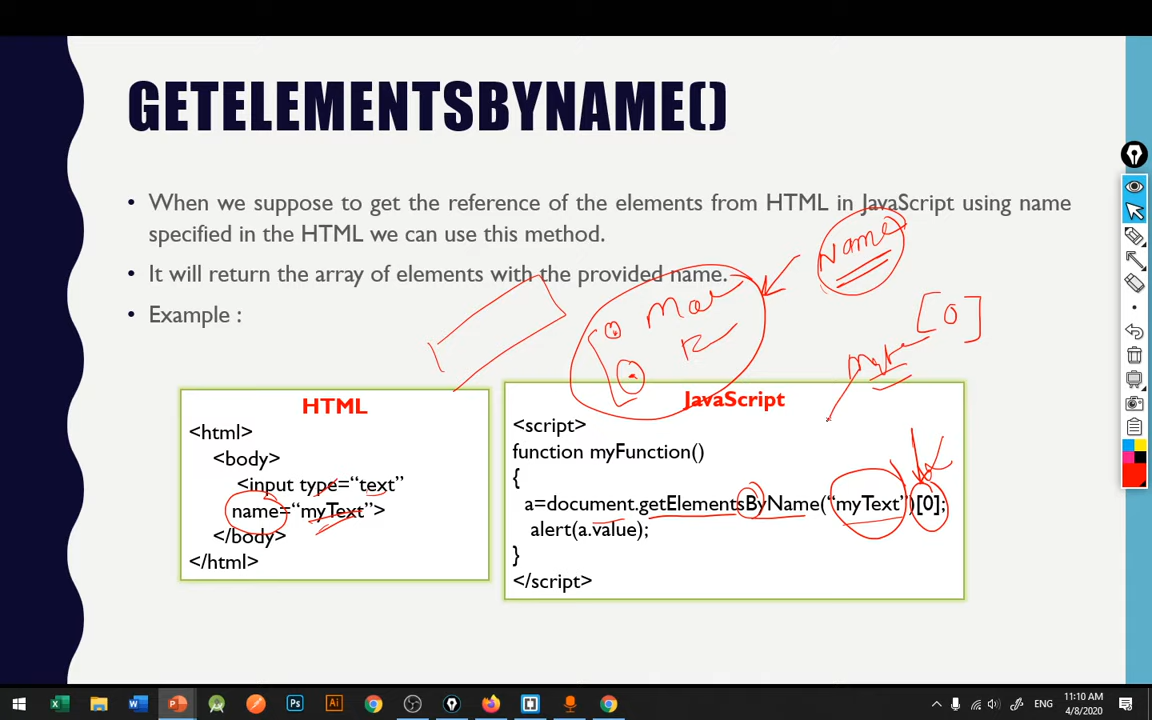 GETELEMENTSBYNAME()
• When we suppose to get the reference of the elements from HTML in JavaScript using name
specified in the HTML we can use this method.
• It will return the array of elements with the provided name.
• Example :
Name
[0]
HTML
<html>
<body>
<input type=“text”
name=“myText”>
</body>
</html>
JavaScript
<script>
function myFunction()
{
a=document.getElementsByName(“myText”)[0];
alert(a.value);
}
</script>
ENG
11:10 AM
4/8/2020